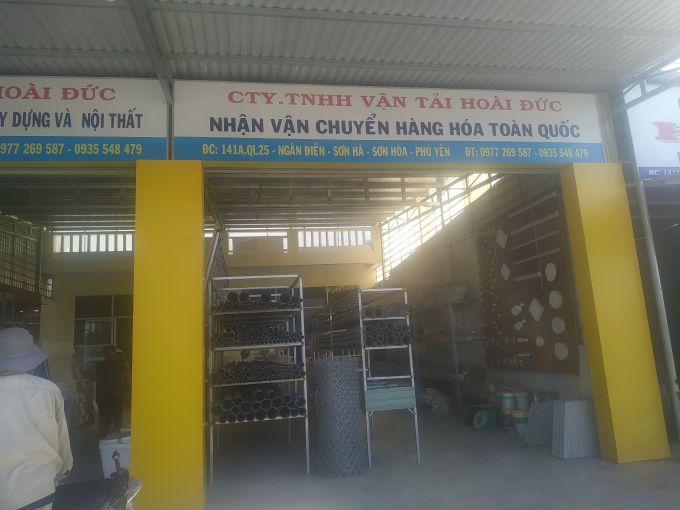 HOÀI ĐỨC
Y DỰNG VÀ NỘI THẤT
0977 269 587 - 0935 548 479
CTY.TNHH VẬN TẢI HOÀI ĐỨC
NHẬN VẬN CHUYỂN HÀNG HÓA TOÀN QUỐC
ĐC: 141A.QL25 - NGÂN ĐIỀN - SƠN HÀ - SƠN HÒA - PHÚ YÊN ĐT: 0977 269 587 - 0935 548 479